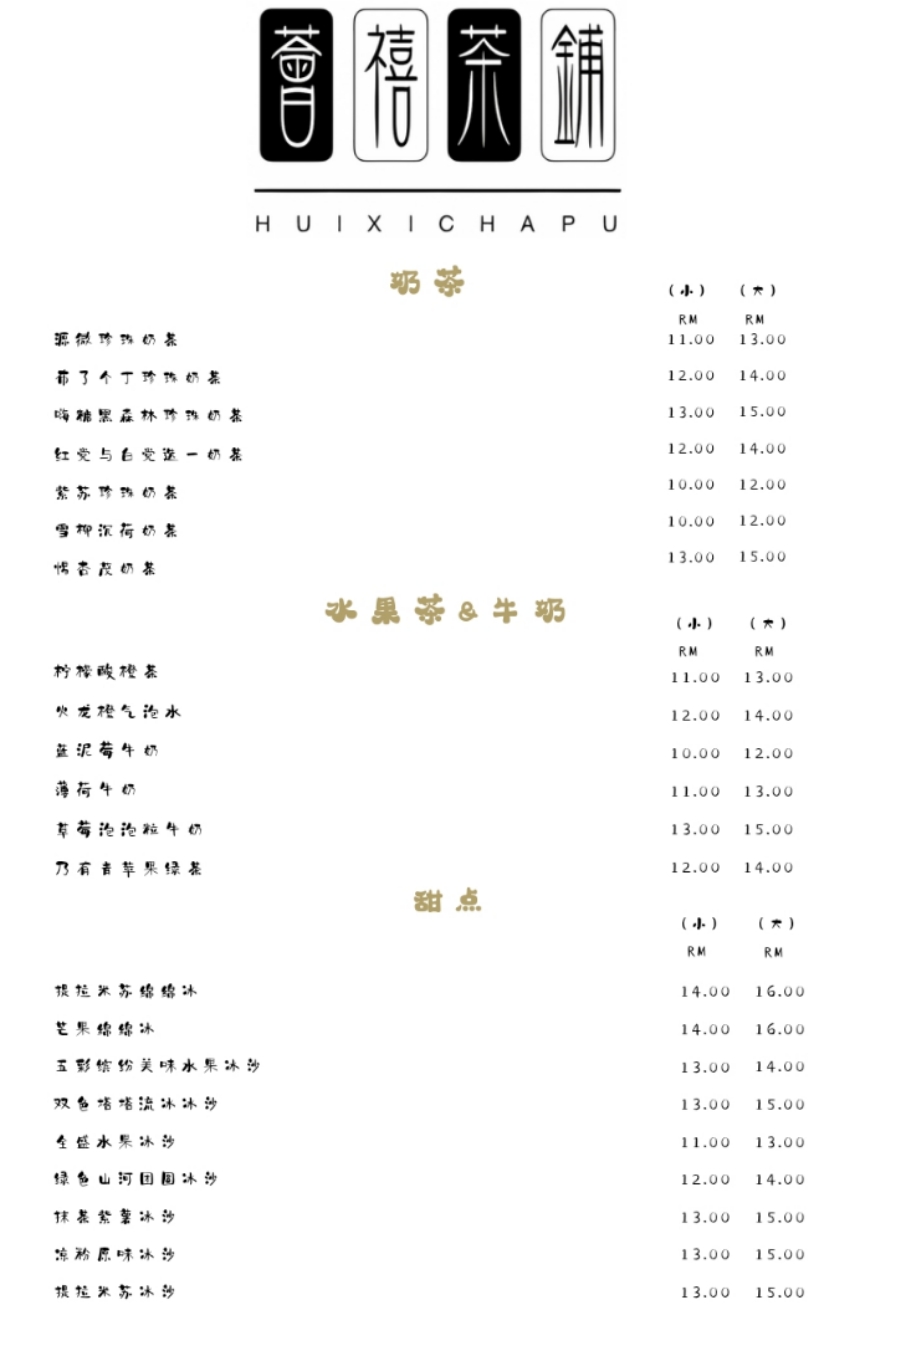 薈禧茶鋪
HUIXICHAPU
奶茶
(小) (大)
RM RM
源微珍珠奶茶 11.00 13.00
布了个丁珍珠奶茶 12.00 14.00
嗨糖黑森林珍珠奶茶 13.00 15.00
红党与白党选一奶茶 12.00 14.00
紫苏珍珠奶茶 10.00 12.00
雪柳沉荷奶茶 10.00 12.00
香茂奶茶 13.00 15.00
水果茶&牛奶
(小) (大)
RM RM
柠檬酸橙茶 11.00 13.00
火龙橙气泡水 12.00 14.00
蓝泥莓牛奶 10.00 12.00
薄荷牛奶 11.00 13.00
草莓泡泡粒牛奶 13.00 15.00
乃有青苹果绿茶 12.00 14.00
甜点
(小) (大)
RM RM
提拉米苏绵绵冰 14.00 16.00
芒果绵绵冰 14.00 16.00
五彩缤纷美味水果冰沙 13.00 14.00
双色塔塔流冰冰沙 13.00 15.00
全盛水果冰沙 11.00 13.00
绿色山河团圆冰沙 12.00 14.00
抹茶紫薯冰沙 13.00 15.00
凉粉原味冰沙 13.00 15.00
提拉米苏冰沙 13.00 15.00